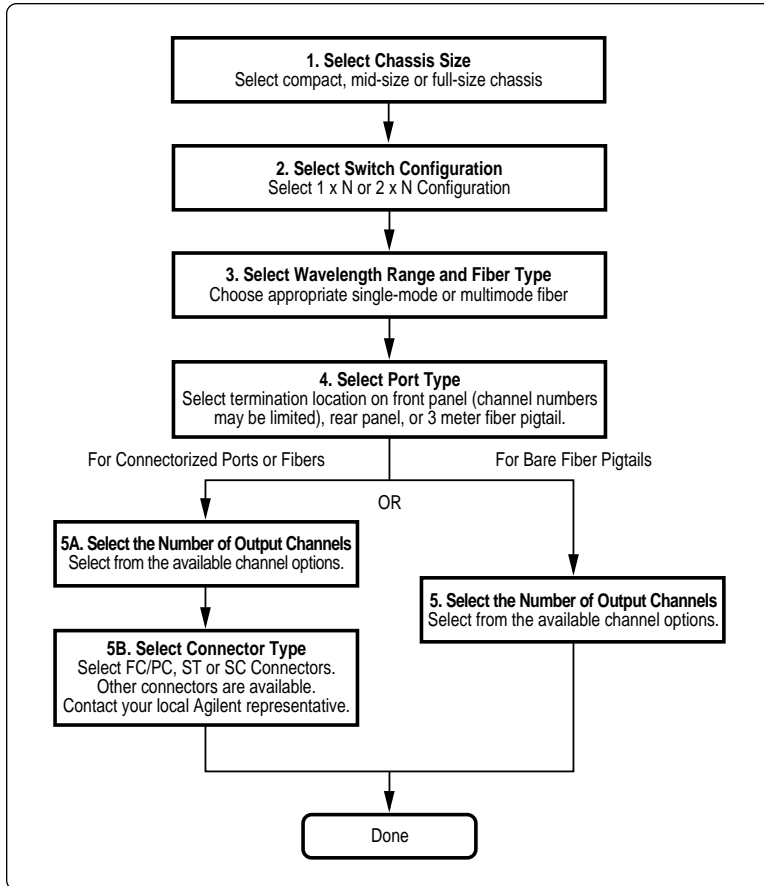 1. Select Chassis Size
Select compact, mid-size or full-size chassis
2. Select Switch Configuration
Select 1 x N or 2 x N Configuration
3. Select Wavelength Range and Fiber Type
Choose appropriate single-mode or multimode fiber
4. Select Port Type
Select termination location on front panel (channel numbers
may be limited), rear panel, or 3 meter fiber pigtail.
For Connectorized Ports or Fibers
For Bare Fiber Pigtails
OR
5A. Select the Number of Output Channels
Select from the available channel options.
5. Select the Number of Output Channels
Select from the available channel options.
5B. Select Connector Type
Select FC/PC, ST or SC Connectors.
Other connectors are available.
Contact your local Agilent representative.
Done